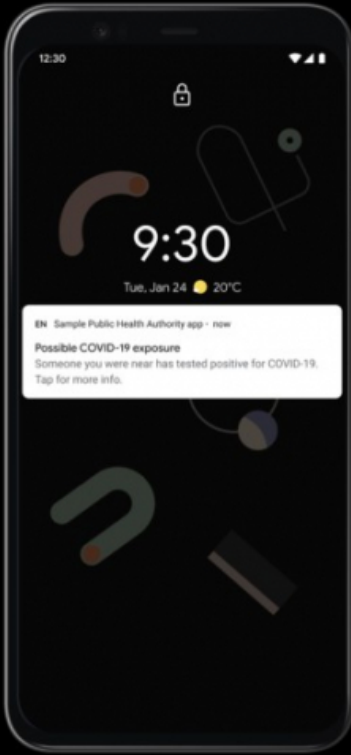 12:30
9:30
Tue, Jan 24 20°C
EN Sample Public Health Authority app · now
Possible COVID-19 exposure
Someone you were near has tested positive for COVID-19.
Tap for more info.